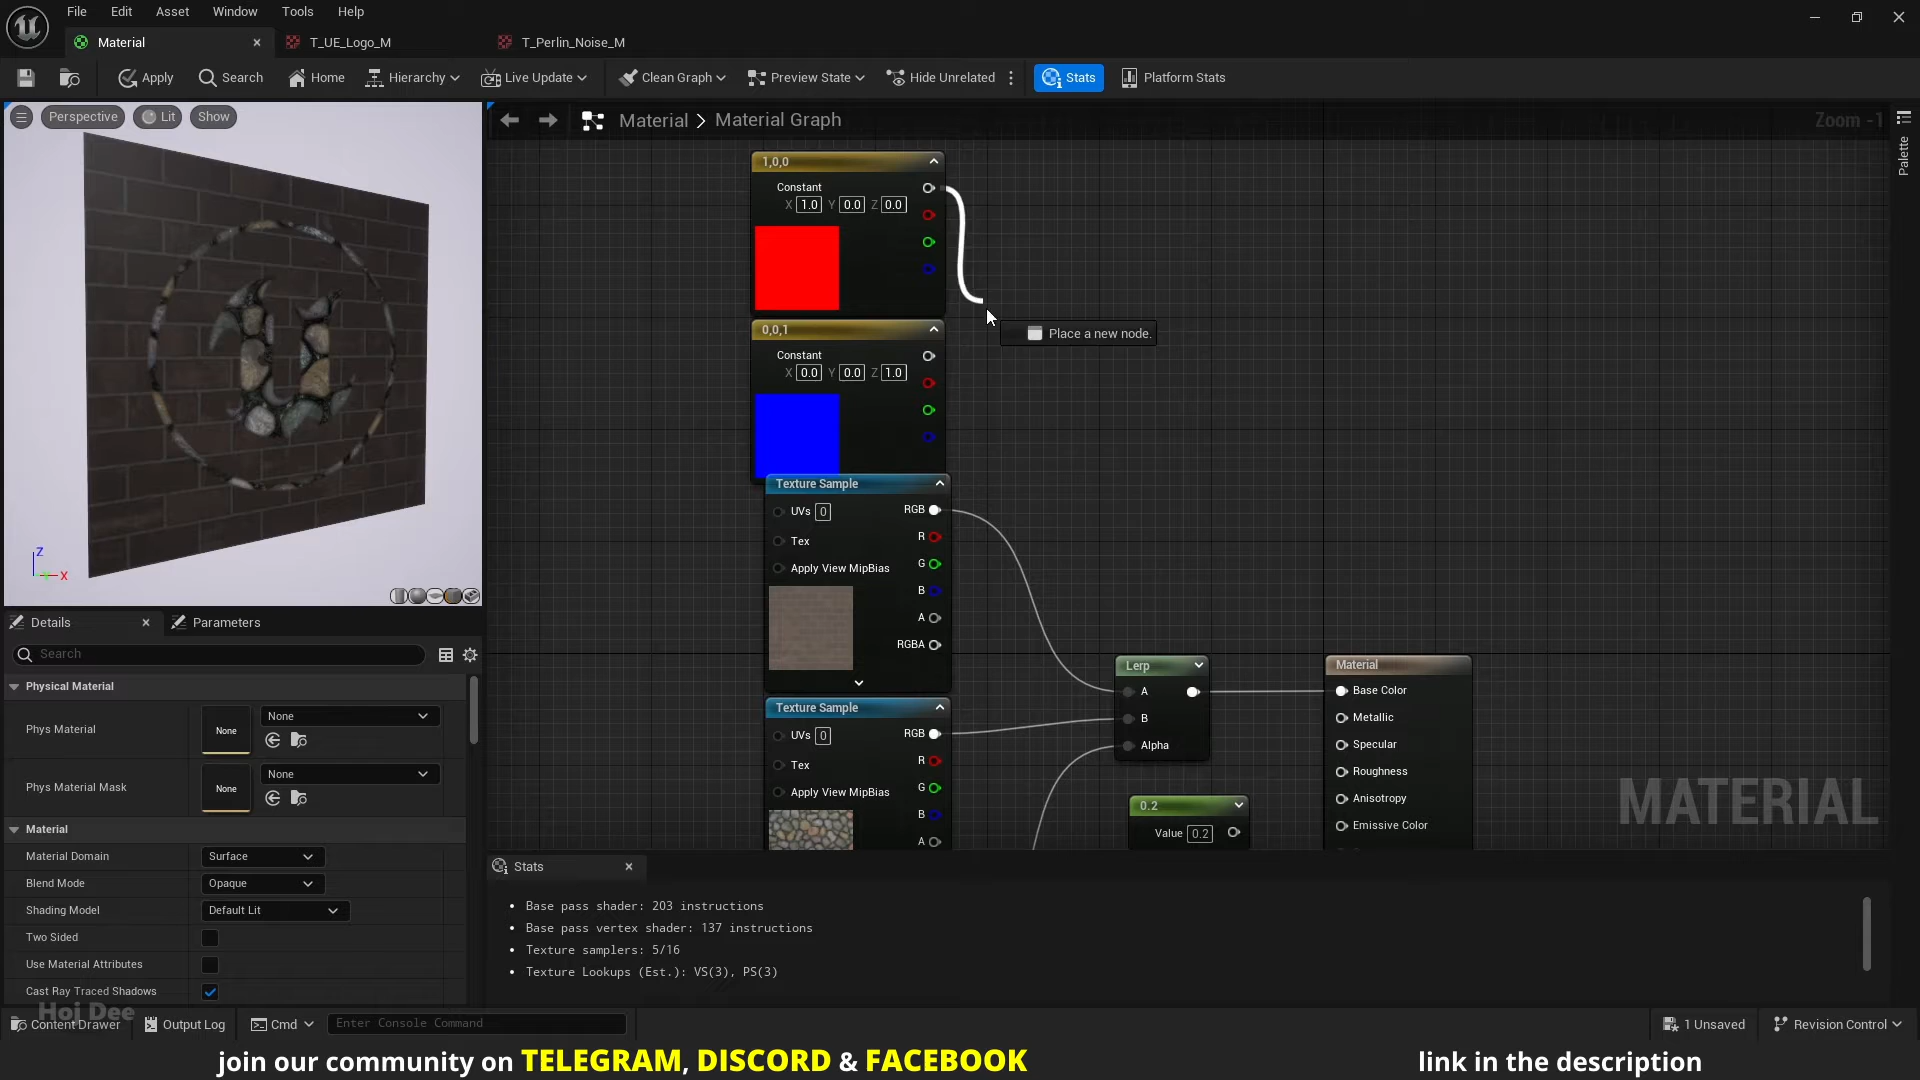 File Edit Asset Window Tools Help
Material T_UE_Logo_M T_Perlin_Noise_M
Apply Search Home Hierarchy Live Update Clean Graph Preview State Hide Unrelated Stats Platform Stats
Perspective Lit Show
Material > Material Graph
Zoom -1
Palette
1,0,0
Constant
X 1.0 Y 0.0 Z 0.0
Place a new node.
0,0,1
Constant
X 0.0 Y 0.0 Z 1.0
Texture Sample
UVs 0 RGB
Tex R
Apply View MipBias G
B
A
RGBA
Texture Sample
UVs 0 RGB
Tex R
Apply View MipBias G
B
A
Lerp
A
B
Alpha
0.2
Value 0.2
Material
Base Color
Metallic
Specular
Roughness
Anisotropy
Emissive Color
MATERIAL
Z
X
Details Parameters
Search
Physical Material
Phys Material None None
Phys Material Mask None None
Material
Material Domain Surface
Blend Mode Opaque
Shading Model Default Lit
Two Sided
Use Material Attributes
Cast Ray Traced Shadows
Stats
Base pass shader: 203 instructions
Base pass vertex shader: 137 instructions
Texture samplers: 5/16
Texture Lookups (Est.): VS(3), PS(3)
Hoj Dee
Content Drawer Output Log Cmd Enter Console Command 1 Unsaved Revision Control
join our community on TELEGRAM, DISCORD & FACEBOOK link in the description